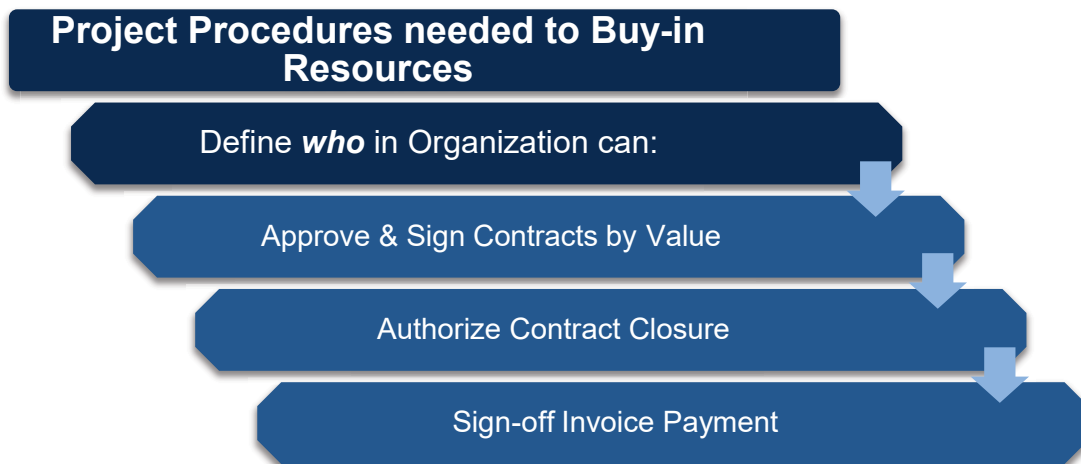 Project Procedures needed to Buy-in
Resources
Define who in Organization can:
Approve & Sign Contracts by Value
Authorize Contract Closure
Sign-off Invoice Payment